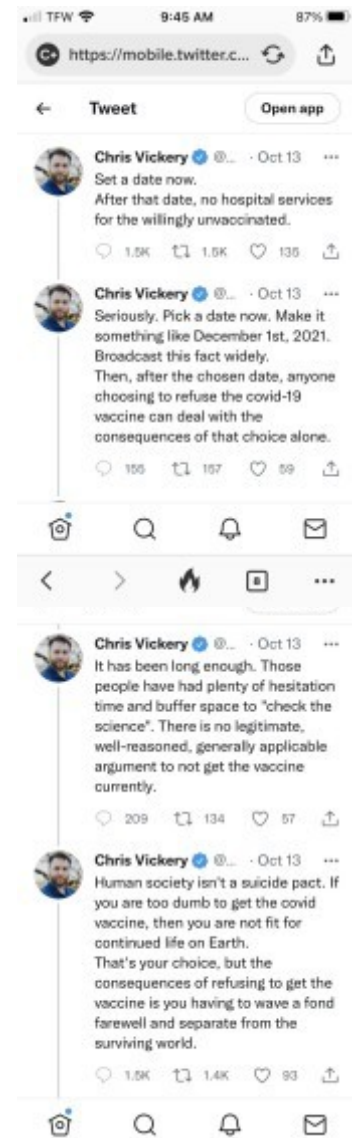 TFW 9:45 AM 87%
https://mobile.twitter.c...
Tweet Open app
Chris Vickery @... · Oct 13 ...
Set a date now.
After that date, no hospital services
for the willingly unvaccinated.
1.5K 1.5K 135
Chris Vickery @... · Oct 13 ...
Seriously. Pick a date now. Make it
something like December 1st, 2021.
Broadcast this fact widely.
Then, after the chosen date, anyone
choosing to refuse the covid-19
vaccine can deal with the
consequences of that choice alone.
155 157 59
8
Chris Vickery @... · Oct 13 ...
It has been long enough. Those
people have had plenty of hesitation
time and buffer space to "check the
science". There is no legitimate,
well-reasoned, generally applicable
argument to not get the vaccine
currently.
209 134 57
Chris Vickery @... · Oct 13 ...
Human society isn't a suicide pact. If
you are too dumb to get the covid
vaccine, then you are not fit for
continued life on Earth.
That's your choice, but the
consequences of refusing to get the
vaccine is you having to wave a fond
farewell and separate from the
surviving world.
1.5K 1.4K 93